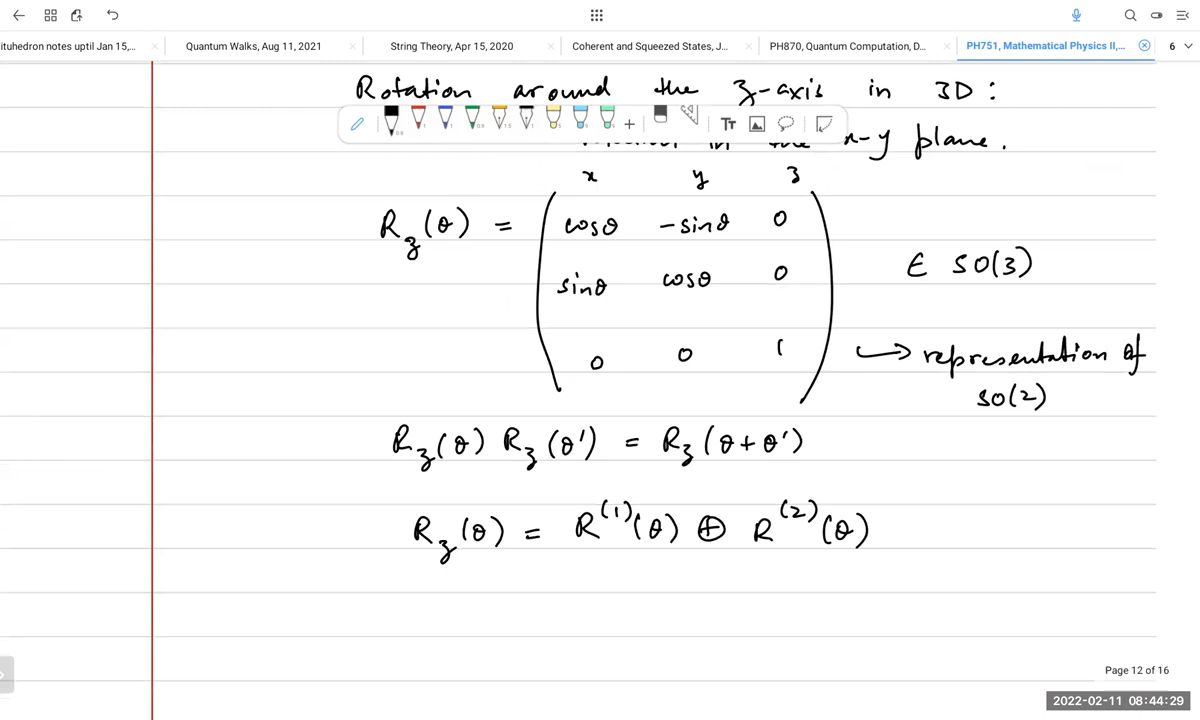 ituhedron notes uptil Jan 15,... Quantum Walks, Aug 11, 2021 String Theory, Apr 15, 2020 Coherent and Squeezed States, J... PH870, Quantum Computation, D... PH751, Mathematical Physics II,... 6
Rotation around the z-axis in 3D :
x-y plane.
x y z
R_z(θ) = ( cosθ -sinθ 0
sinθ cosθ 0
0 0 1 )
∈ SO(3)
↪ representation of
SO(2)
R_z(θ) R_z(θ') = R_z(θ+θ')
R_z(θ) = R^(1)(θ) ⊕ R^(2)(θ)
Page 12 of 16
2022-02-11 08:44:29